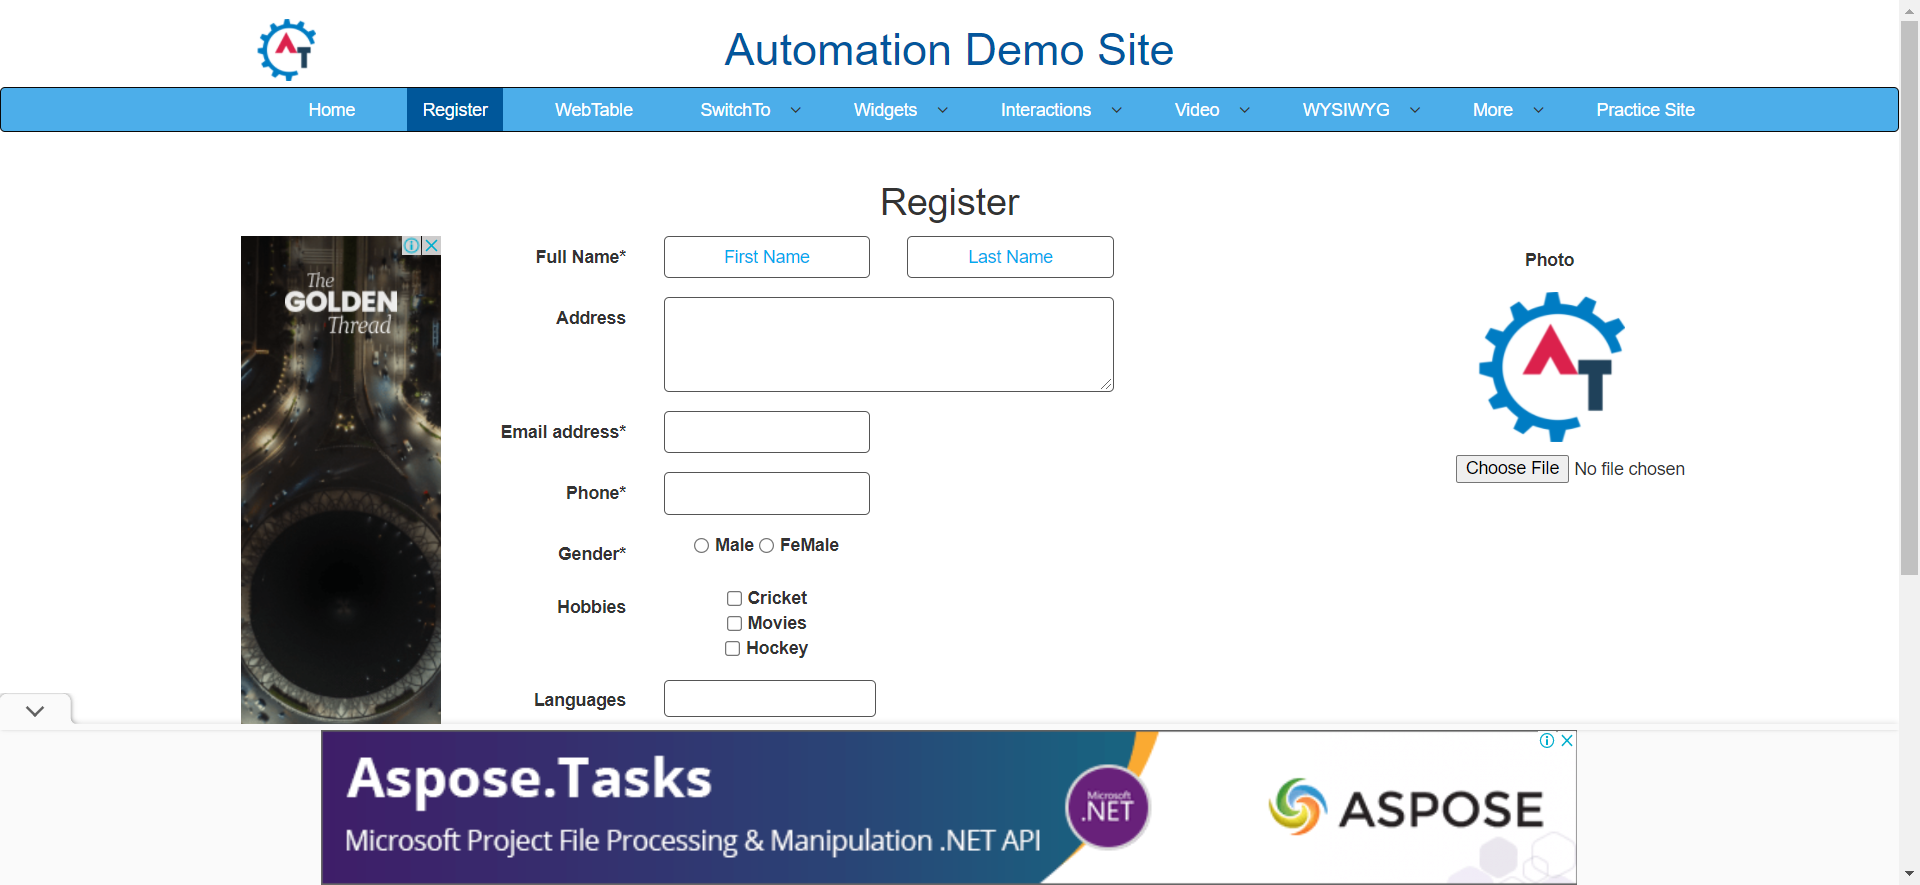 AT
Automation Demo Site
Home Register WebTable SwitchTo Widgets Interactions Video WYSIWYG More Practice Site
Register
The
GOLDEN
Thread
Full Name* First Name Last Name
Photo
Address
AT
Email address*
Choose File No file chosen
Phone*
Gender* Male FeMale
Hobbies
Cricket
Movies
Hockey
Languages
Aspose.Tasks
Microsoft Project File Processing & Manipulation .NET API
Microsoft
.NET
ASPOSE